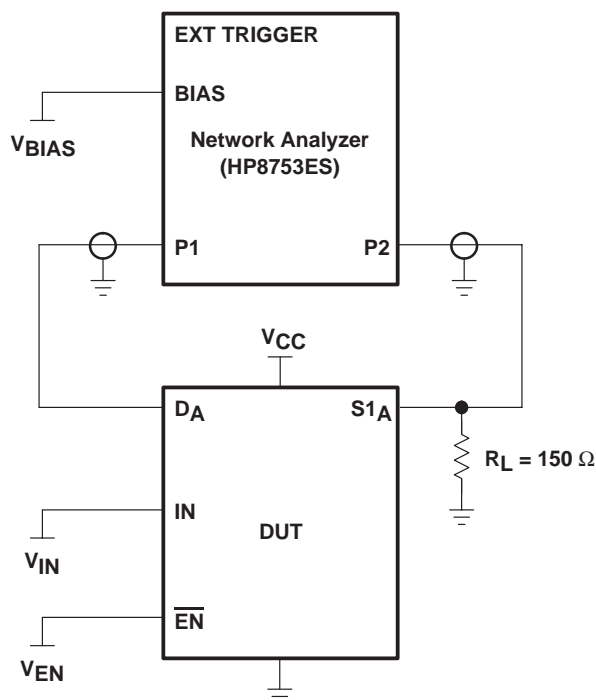 EXT TRIGGER
BIAS
VBIAS
Network Analyzer
(HP8753ES)
P1
P2
VCC
DA
S1A
RL = 150 Ω
IN
DUT
VIN
EN
VEN